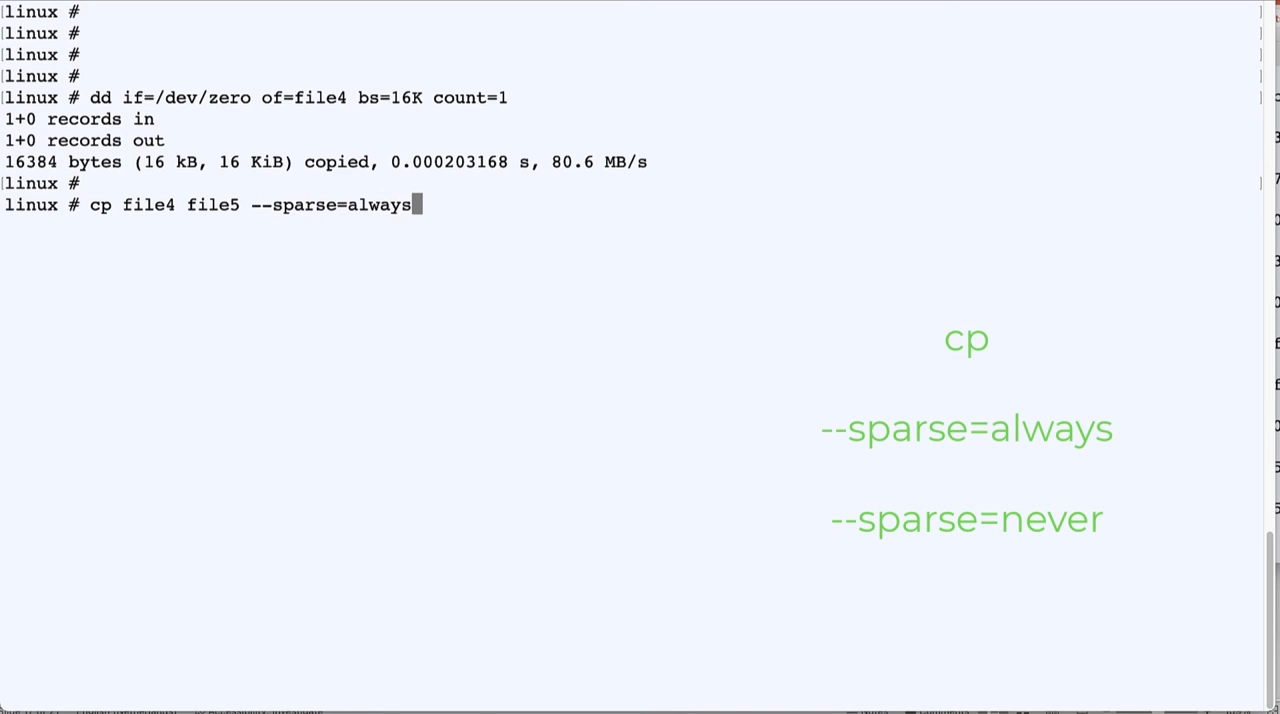 linux #
linux #
linux #
linux #
linux # dd if=/dev/zero of=file4 bs=16K count=1
1+0 records in
1+0 records out
16384 bytes (16 kB, 16 KiB) copied, 0.000203168 s, 80.6 MB/s
linux #
linux # cp file4 file5 --sparse=always
cp
--sparse=always
--sparse=never